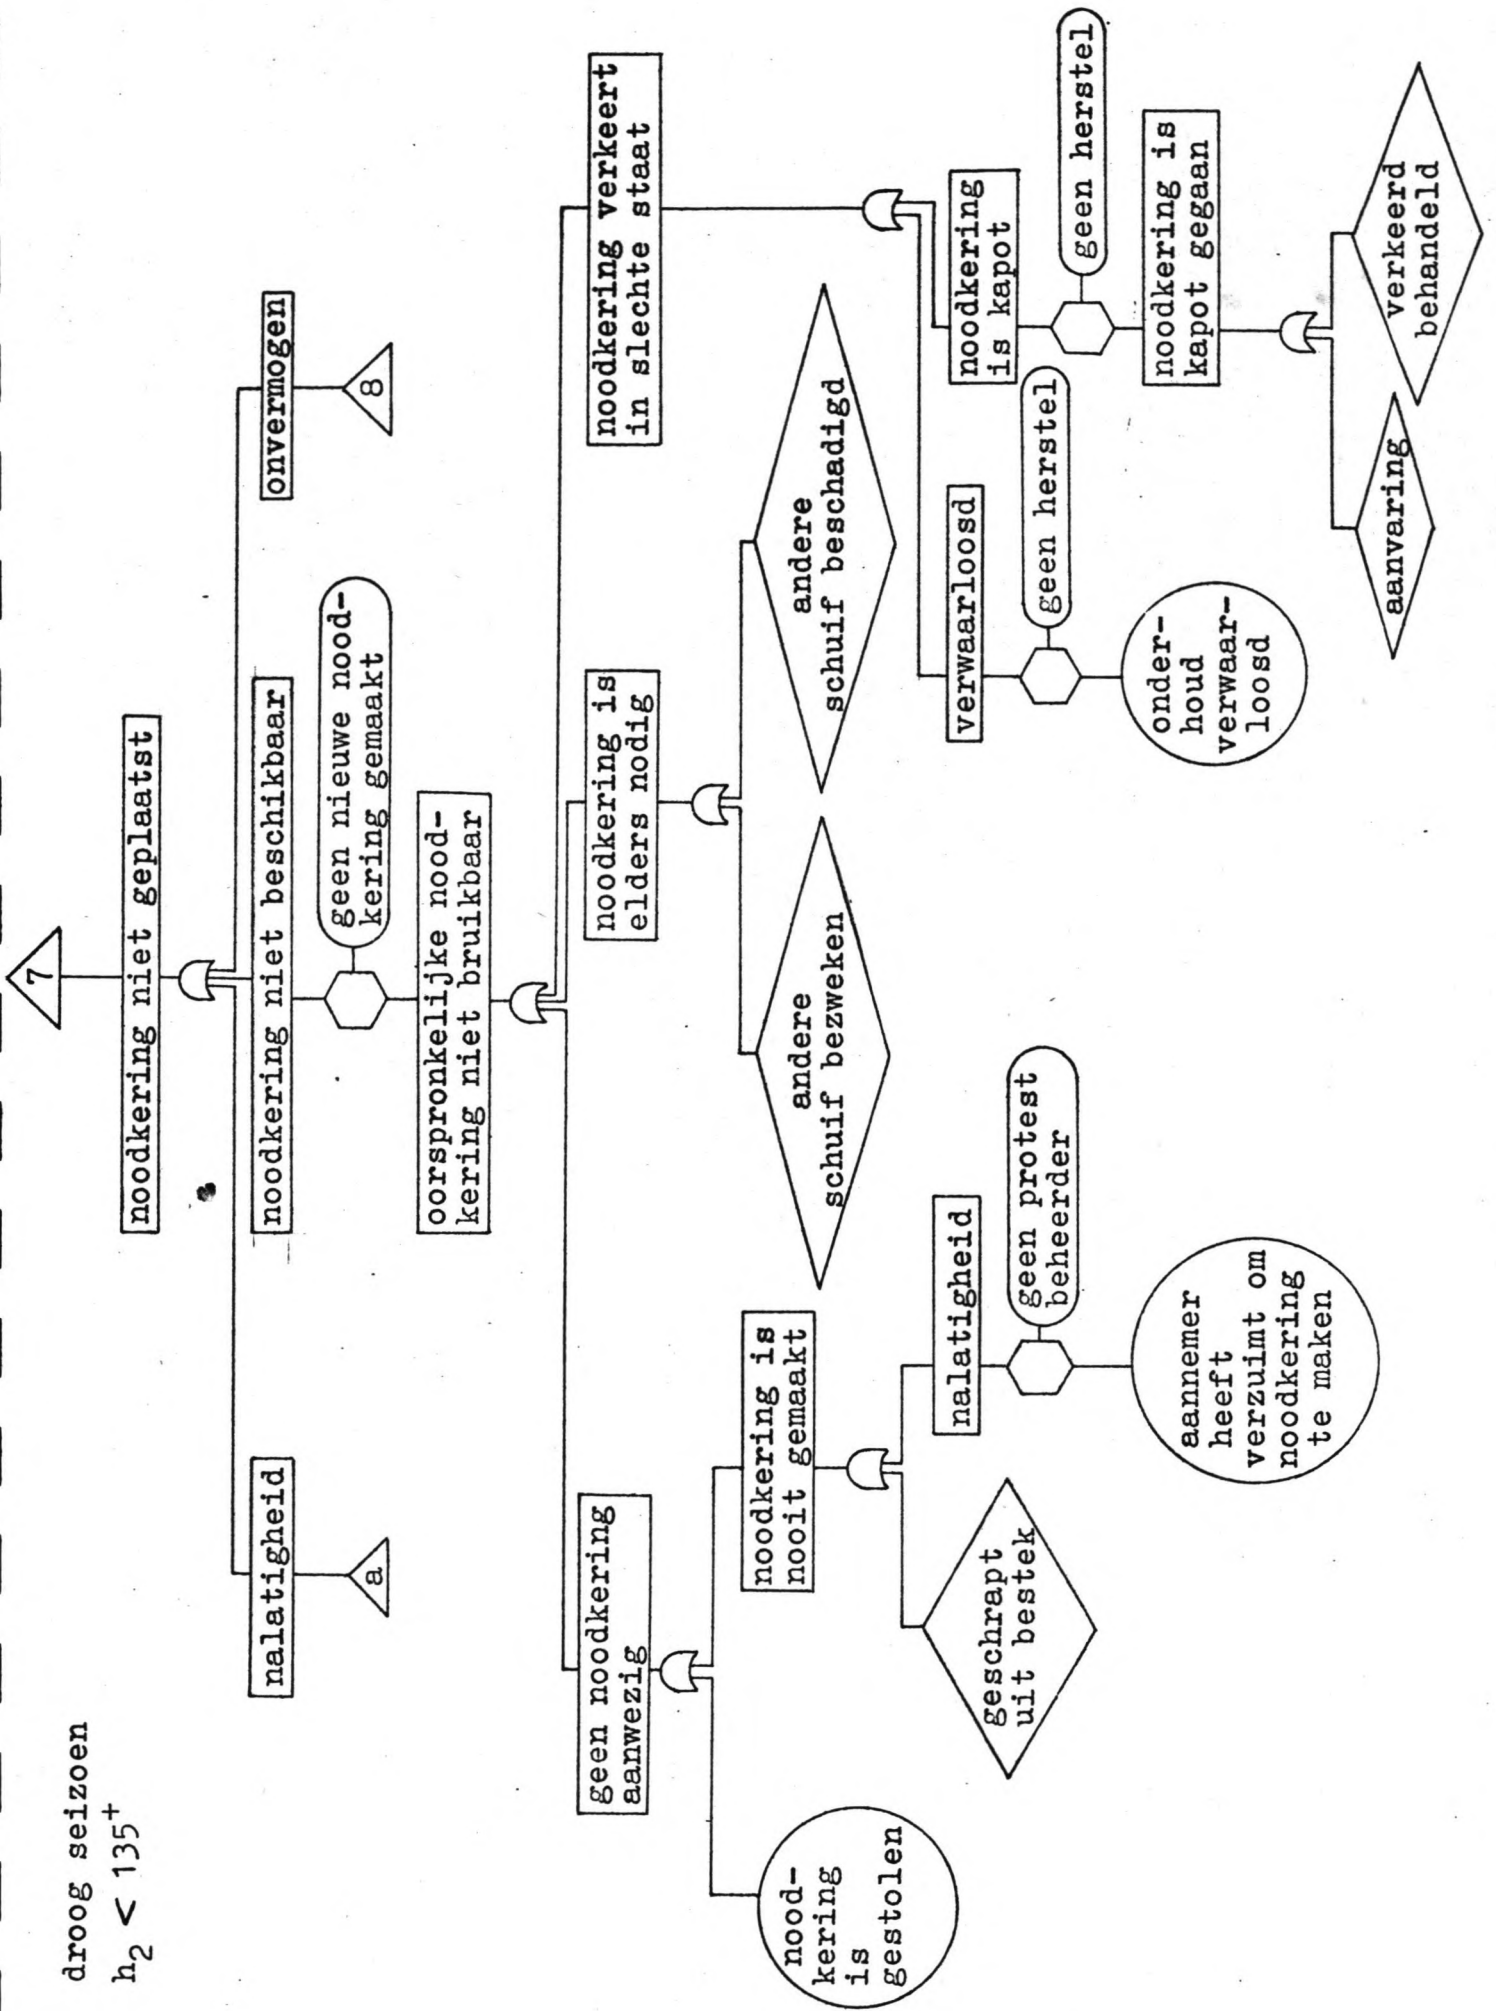 droog seizoen
h₂ < 135⁺
7
noodkering niet geplaatst
nalatigheid
a
noodkering niet beschikbaar
onvermogen
8
geen nieuwe nood-
kering gemaakt
oorspronkelijke nood-
kering niet bruikbaar
geen noodkering
aanwezig
noodkering is
elders nodig
noodkering verkeert
in slechte staat
nood-
kering
is
gestolen
noodkering is
nooit gemaakt
geschrapt
uit bestek
nalatigheid
geen protest
beheerder
aannemer
heeft
verzuimt om
noodkering
te maken
andere
schuif bezweken
andere
schuif beschadigd
verwaarloosd
geen herstel
onder-
houd
verwaar-
loosd
noodkering
is kapot
geen herstel
noodkering is
kapot gegaan
aanvaring
verkeerd
behandeld